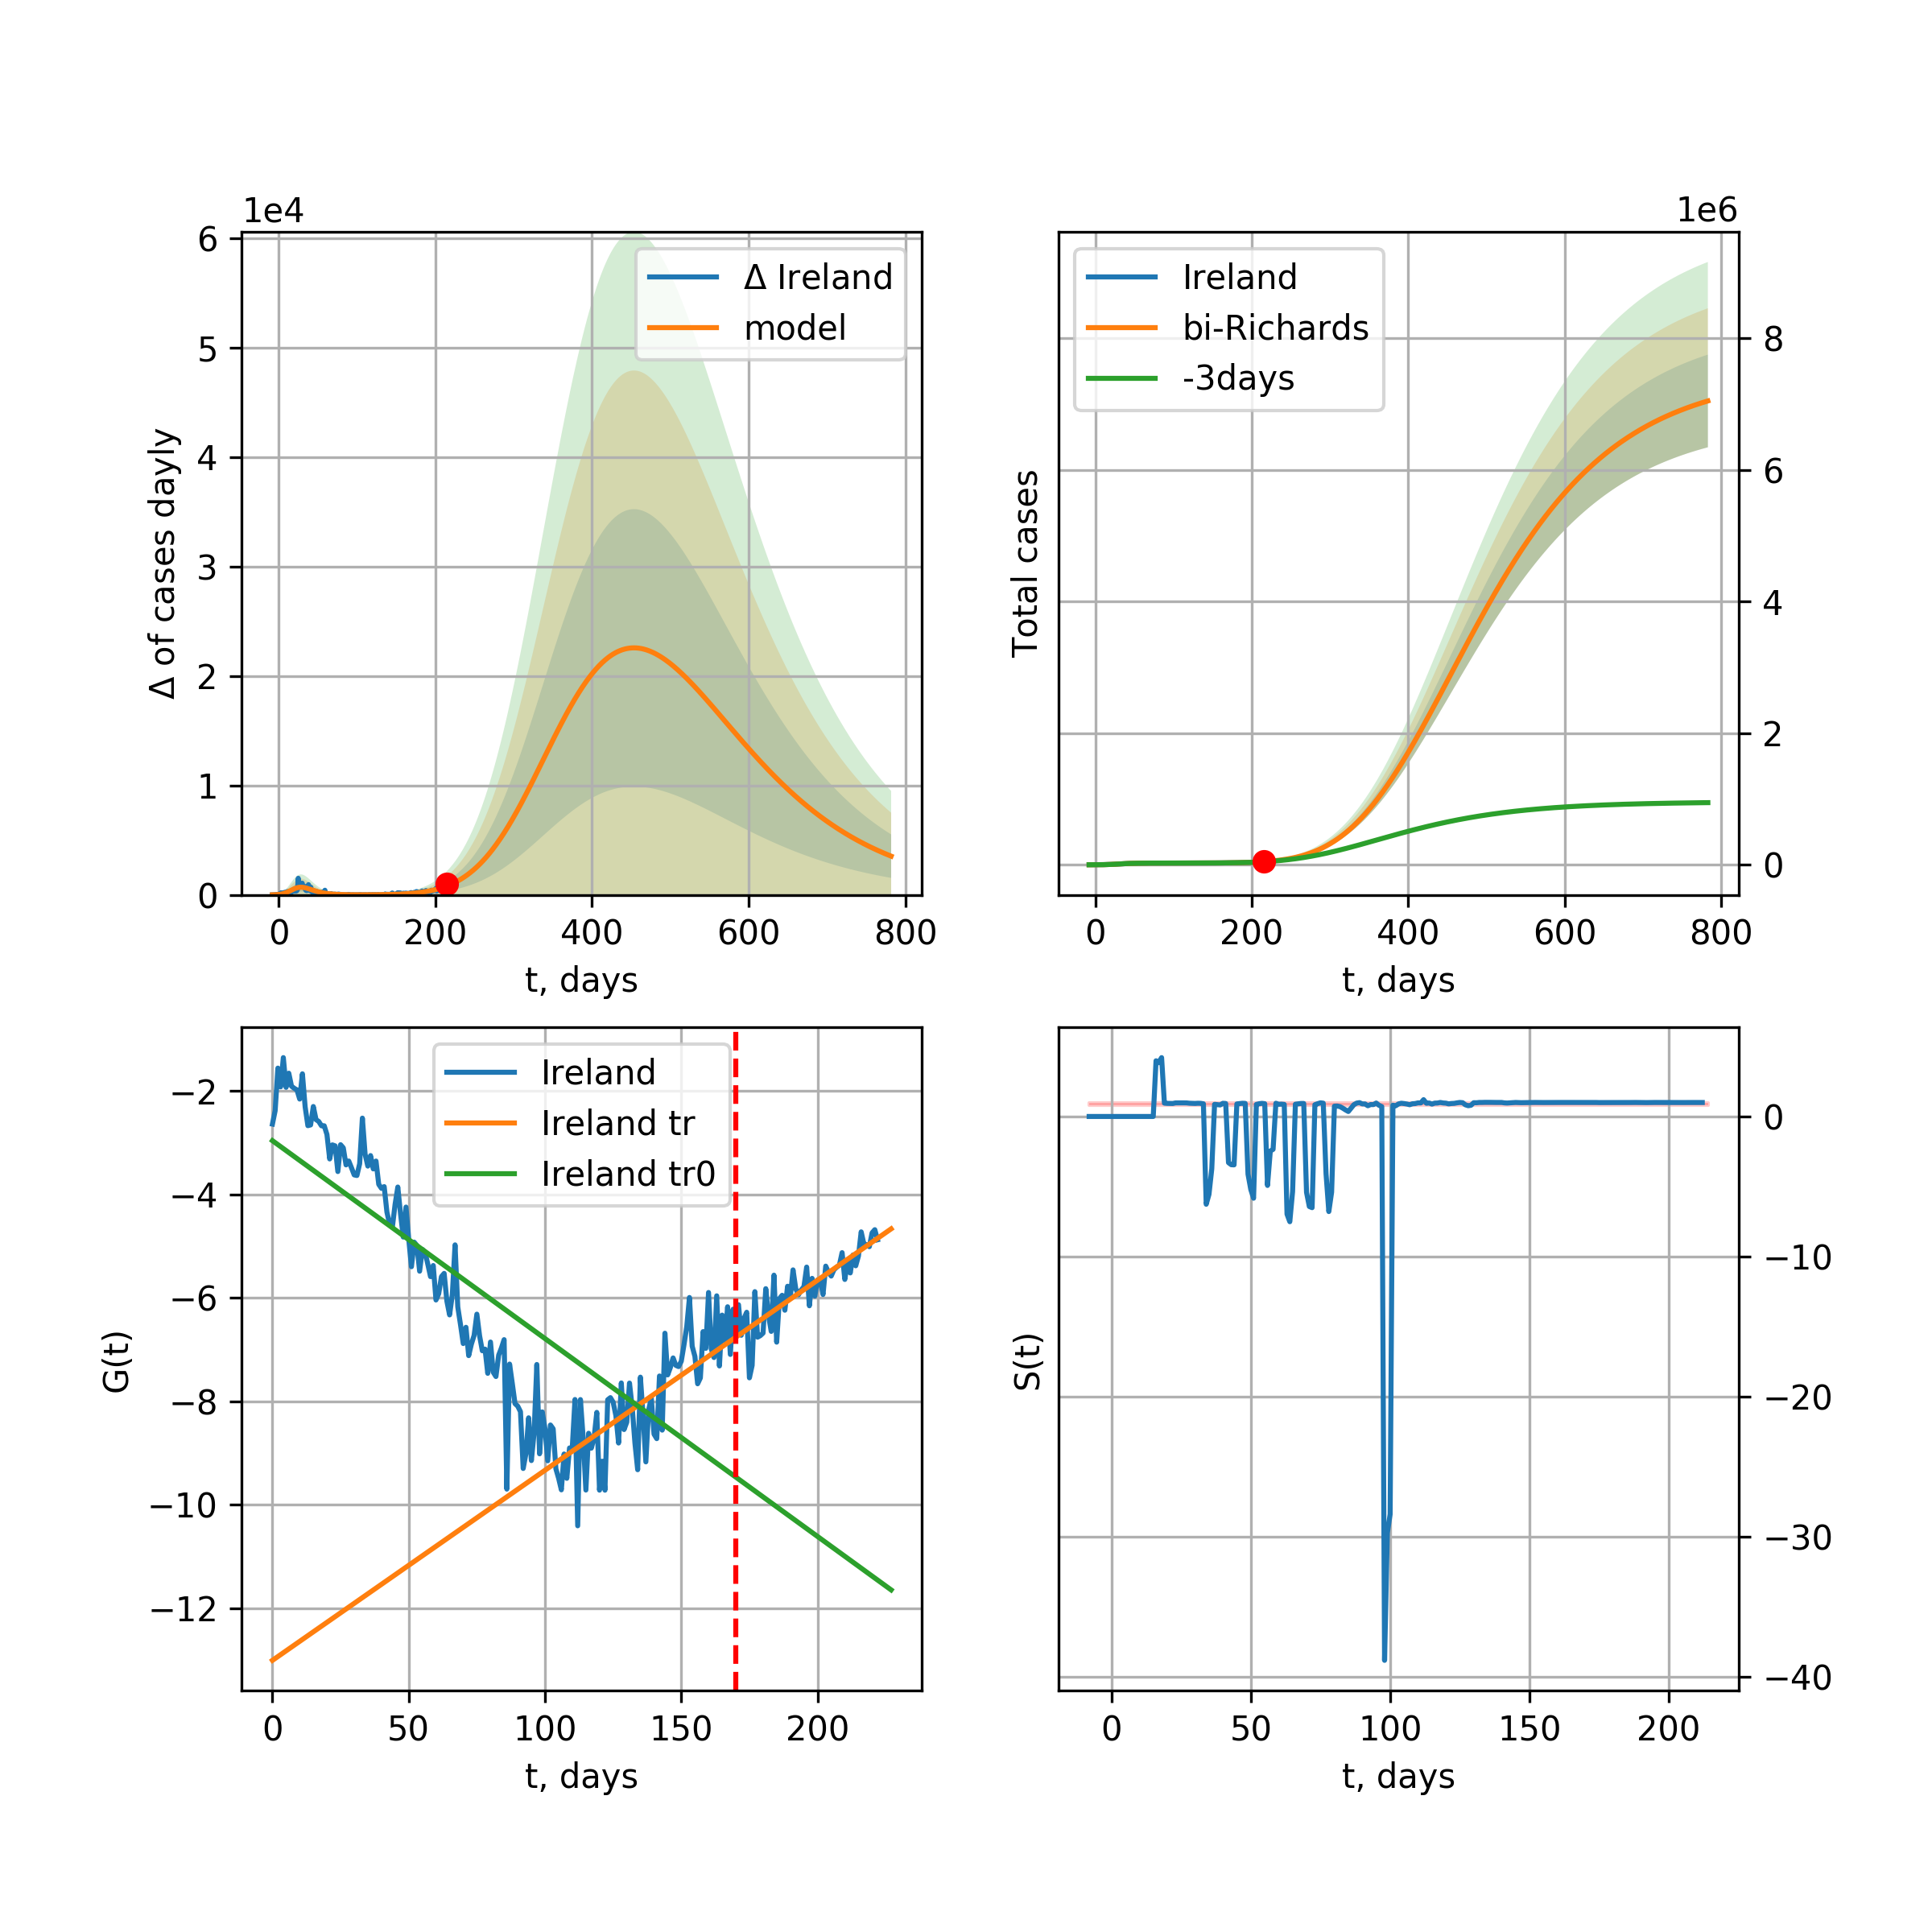 1e4
6
5
4
3
2
1
0
Δ of cases dayly
Δ Ireland
model
0 200 400 600 800
t, days
1e6
Ireland
bi-Richards
-3days
Total cases
8
6
4
2
0
0 200 400 600 800
t, days
Ireland
Ireland tr
Ireland tr0
G(t)
−2
−4
−6
−8
−10
−12
0 50 100 150 200
t, days
S(t)
0
−10
−20
−30
−40
0 50 100 150 200
t, days